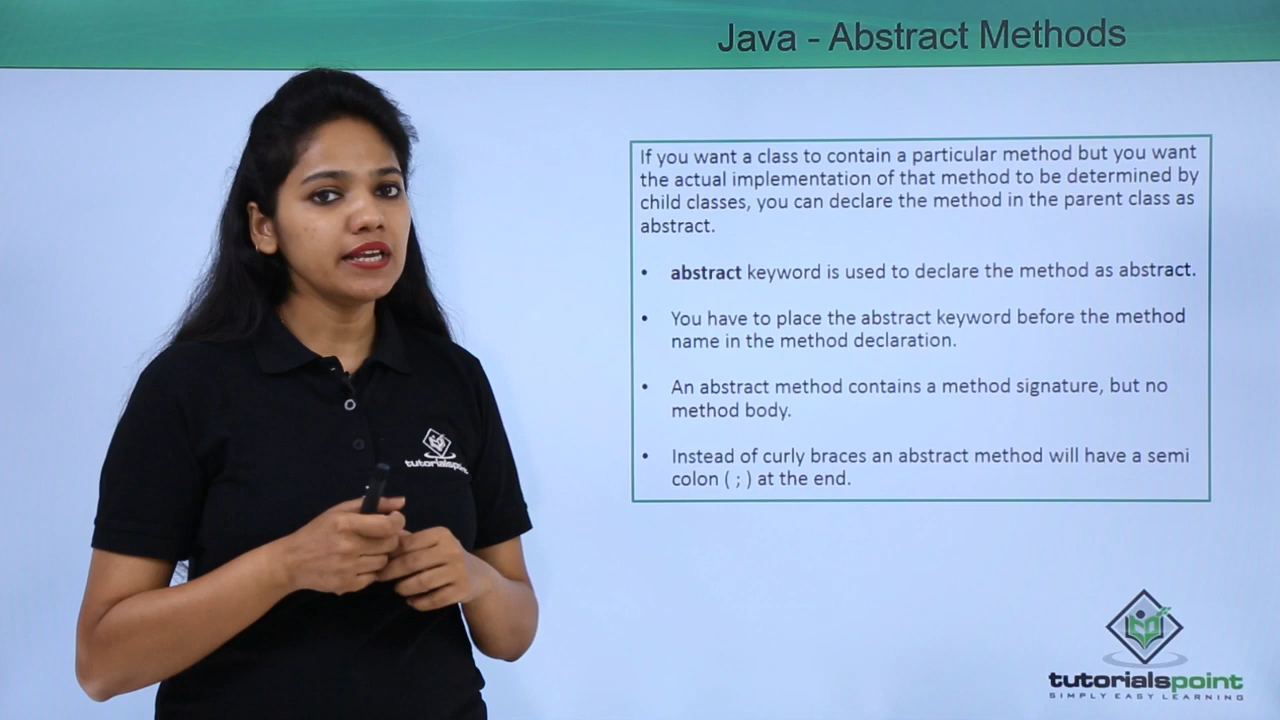 Java - Abstract Methods
If you want a class to contain a particular method but you want
the actual implementation of that method to be determined by
child classes, you can declare the method in the parent class as
abstract.
• abstract keyword is used to declare the method as abstract.
• You have to place the abstract keyword before the method
name in the method declaration.
• An abstract method contains a method signature, but no
method body.
• Instead of curly braces an abstract method will have a semi
colon ( ; ) at the end.
tutorialspoint
tutorialspoint
SIMPLY EASY LEARNING